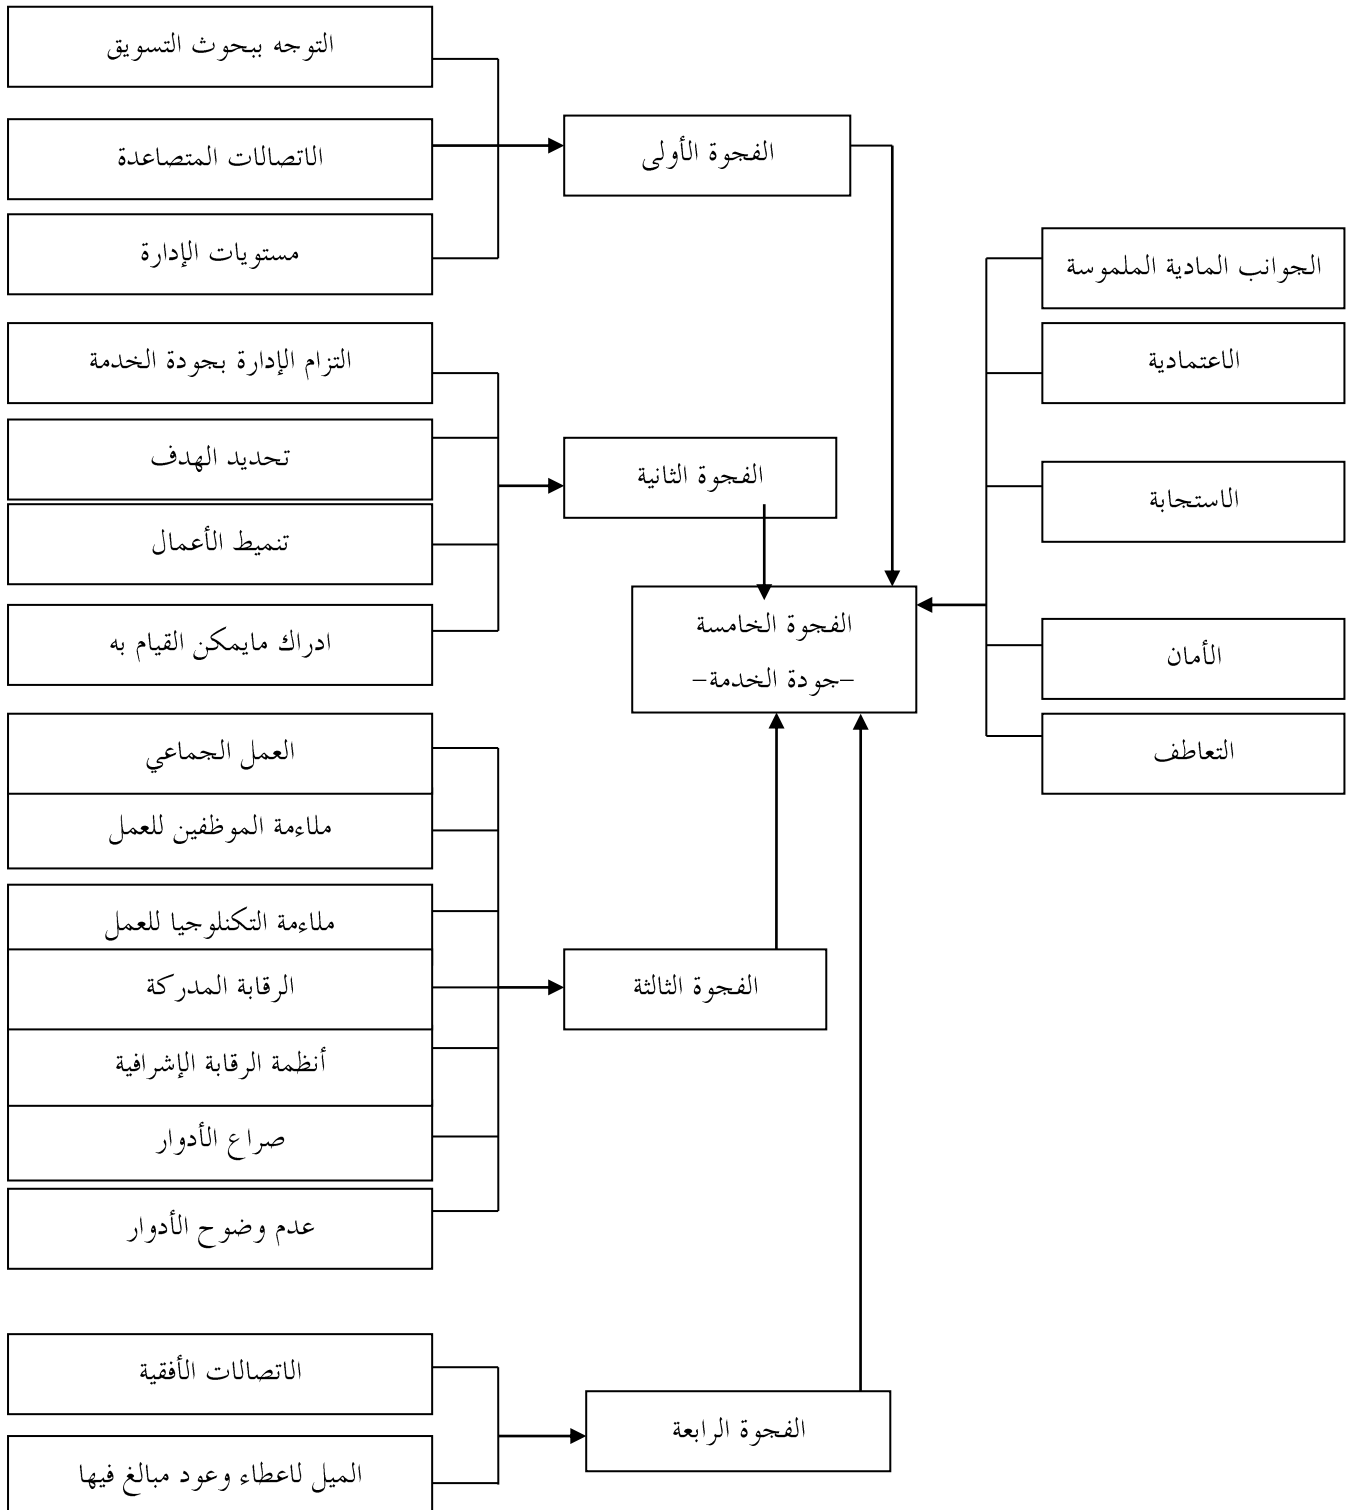 التوجه ببحوث التسويق
الاتصالات المتصاعدة
مستويات الإدارة
الفجوة الأولى
الجوانب المادية الملموسة
الاعتمادية
الاستجابة
الأمان
التعاطف
التزام الإدارة بجودة الخدمة
تحديد الهدف
تنميط الأعمال
ادراك مايمكن القيام به
الفجوة الثانية
الفجوة الخامسة
-جودة الخدمة-
العمل الجماعي
ملاءمة الموظفين للعمل
ملاءمة التكنلوجيا للعمل
الرقابة المدركة
أنظمة الرقابة الإشرافية
صراع الأدوار
عدم وضوح الأدوار
الفجوة الثالثة
الاتصالات الأفقية
الميل لاعطاء وعود مبالغ فيها
الفجوة الرابعة